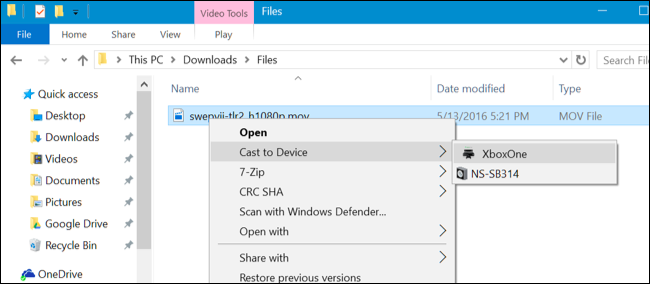 Video Tools Files
File Home Share View Play
This PC Downloads Files Search File
Quick access
Desktop
Downloads
Videos
Documents
Pictures
Google Drive
Recycle Bin
OneDrive
Name Date modified Type
swepvii-tlr2_h1080p.mov 5/13/2016 5:21 PM MOV File
Open
Cast to Device
7-Zip
CRC SHA
Scan with Windows Defender...
Open with
Share with
Restore previous versions
XboxOne
NS-SB314